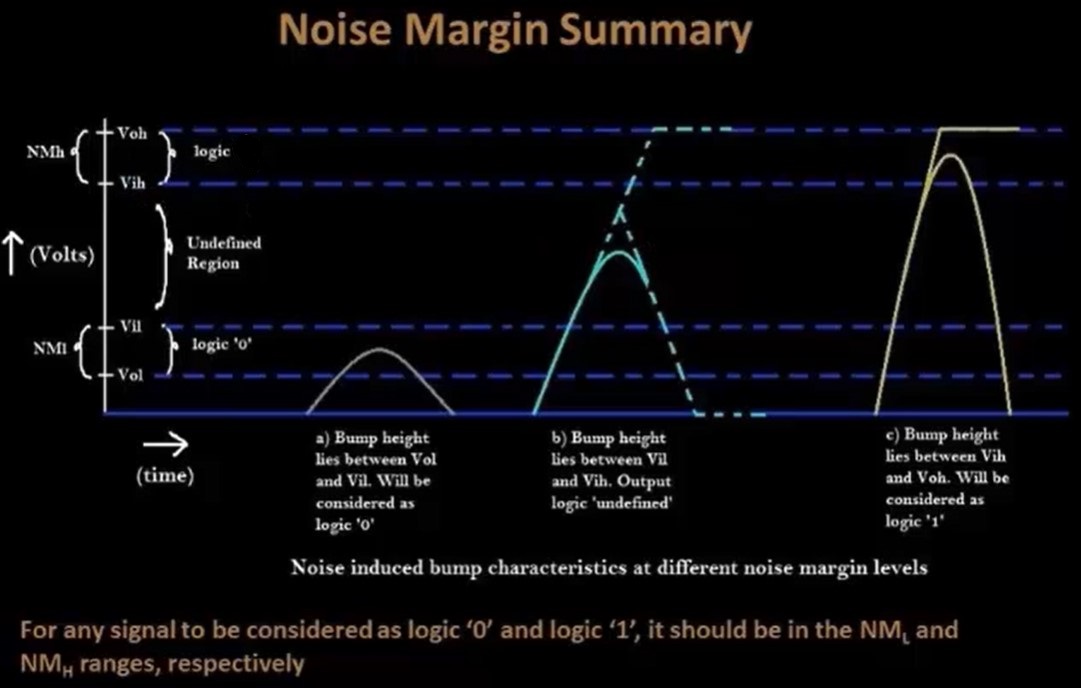 Noise Margin Summary
Voh
NMh
logic
Vih
Undefined
(Volts)
Region
Vil
NMl
logic '0'
Vol
(time)
a) Bump height
lies between Vol
and Vil. Will be
considered as
logic '0'
b) Bump height
lies between Vil
and Vih. Output
logic 'undefined'
c) Bump height
lies between Vih
and Voh. Will be
considered as
logic '1'
Noise induced bump characteristics at different noise margin levels
For any signal to be considered as logic ‘0’ and logic ‘1’, it should be in the NML and
NMH ranges, respectively